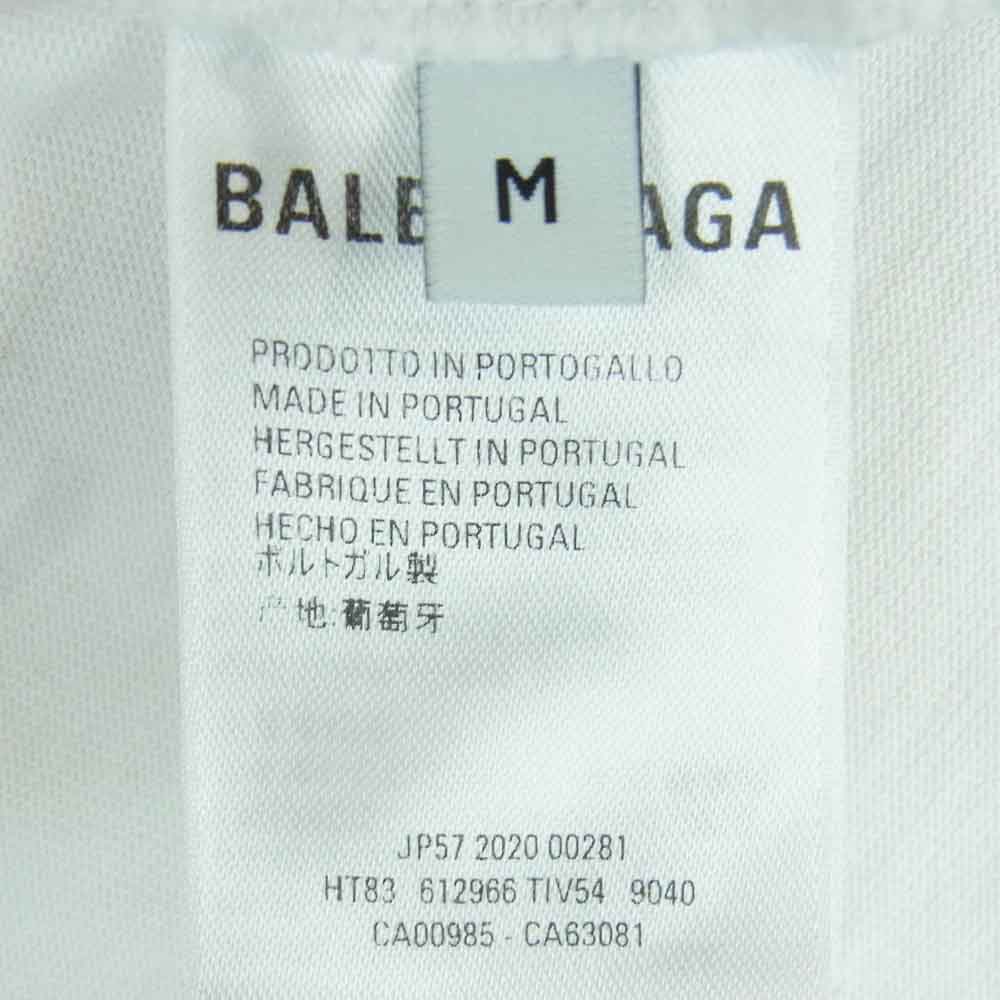 M
BALE AGA
PRODOTTO IN PORTOGALLO
MADE IN PORTUGAL
HERGESTELLT IN PORTUGAL
FABRIQUE EN PORTUGAL
HECHO EN PORTUGAL
ポルトガル製
产地:葡萄牙
JP57 2020 00281
HT83 612966 TIV54 9040
CA00985 - CA63081